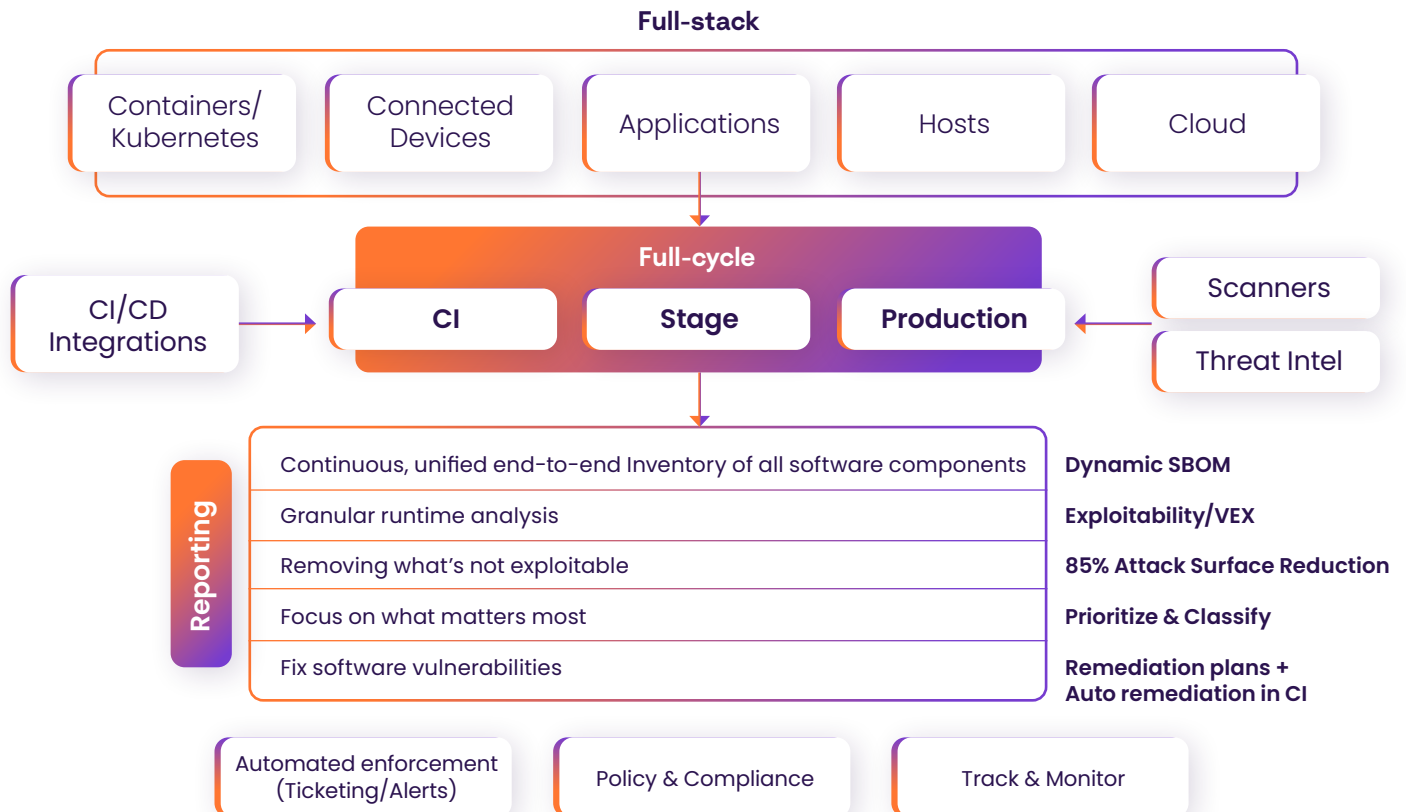 Full-stack
Containers/
Kubernetes
Connected
Devices
Applications
Hosts
Cloud
Full-cycle
CI/CD
Integrations
CI
Stage
Production
Scanners
Threat Intel
Reporting
Continuous, unified end-to-end Inventory of all software components
Dynamic SBOM
Granular runtime analysis
Exploitability/VEX
Removing what's not exploitable
85% Attack Surface Reduction
Focus on what matters most
Prioritize & Classify
Fix software vulnerabilities
Remediation plans +
Auto remediation in CI
Automated enforcement
(Ticketing/Alerts)
Policy & Compliance
Track & Monitor